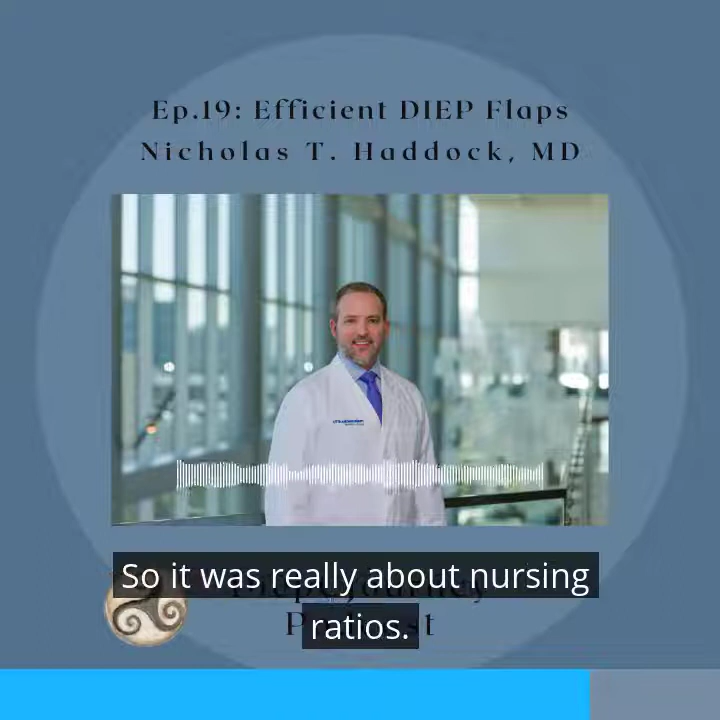 Ep.19: Efficient DIEP Flaps
Nicholas T. Haddock, MD
So it was really about nursing
ratios.